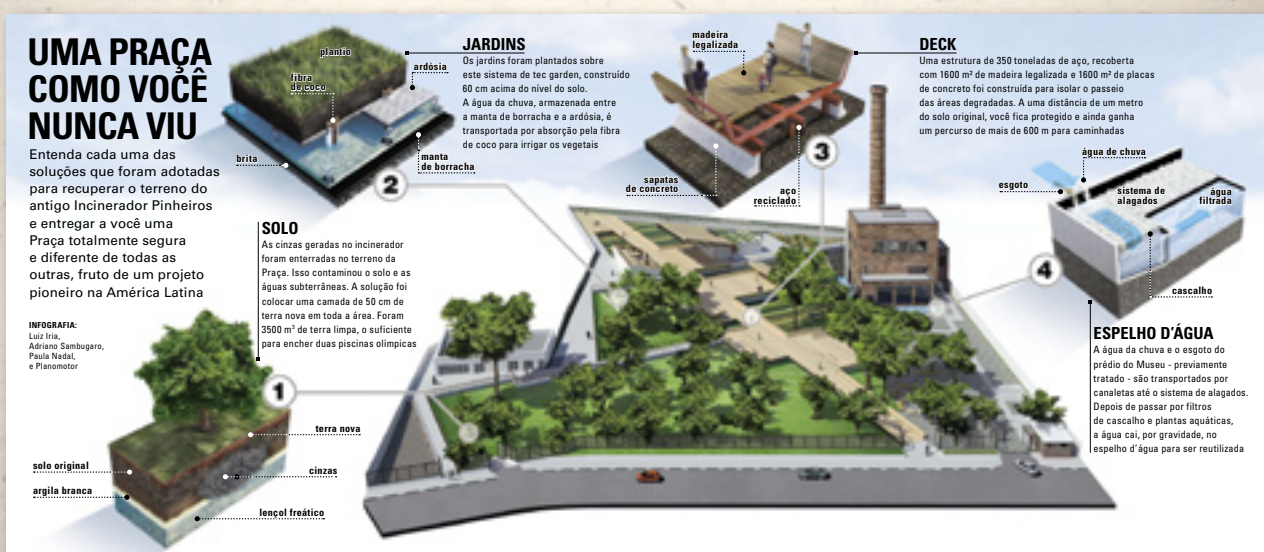 UMA PRAÇA
COMO VOCÊ
NUNCA VIU
Entenda cada uma das
soluções que foram adotadas
para recuperar o terreno do
antigo Incinerador Pinheiros
e entregar a você uma
Praça totalmente segura
e diferente de todas as
outras, fruto de um projeto
pioneiro na América Latina
INFOGRAFIA:
Luiz Iria,
Adriano Sambugaro,
Paula Nadal,
e Planomotor
1
SOLO
As cinzas geradas no incinerador
foram enterradas no terreno da
Praça. Isso contaminou o solo e as
águas subterrâneas. A solução foi
colocar uma camada de 50 cm de
terra nova em toda a área. Foram
3500 m³ de terra limpa, o suficiente
para encher duas piscinas olímpicas
terra nova
solo original
cinzas
argila branca
lençol freático
2
JARDINS
Os jardins foram plantados sobre
este sistema de tec garden, construído
60 cm acima do nível do solo.
A água da chuva, armazenada entre
a manta de borracha e a ardósia, é
transportada por absorção pela fibra
de coco para irrigar os vegetais
plantio
fibra
de coco
ardósia
brita
manta
de borracha
3
DECK
Uma estrutura de 350 toneladas de aço, recoberta
com 1600 m² de madeira legalizada e 1600 m² de placas
de concreto foi construída para isolar o passeio
das áreas degradadas. A uma distância de um metro
do solo original, você fica protegido e ainda ganha
um percurso de mais de 600 m para caminhadas
madeira
legalizada
sapatas
de concreto
aço
reciclado
4
ESPELHO D'ÁGUA
A água da chuva e o esgoto do
prédio do Museu - previamente
tratado - são transportados por
canaletas até o sistema de alagados.
Depois de passar por filtros
de cascalho e plantas aquáticas,
a água cai, por gravidade, no
espelho d'água para ser reutilizada
água de chuva
esgoto
sistema de
alagados
água
filtrada
cascalho